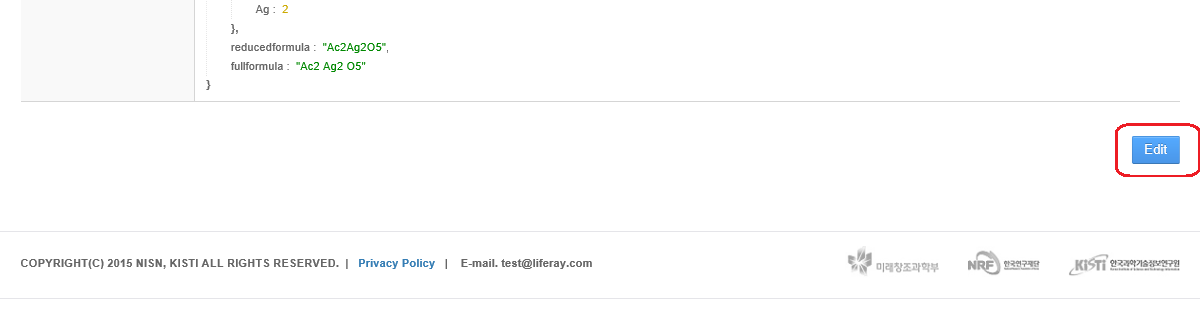 Ag : 2
},
reducedformula : "Ac2Ag2O5",
fullformula : "Ac2 Ag2 O5"
}
Edit
COPYRIGHT(C) 2015 NISN, KISTI ALL RIGHTS RESERVED. | Privacy Policy | E-mail. test@liferay.com
미래창조과학부 NRF 한국연구재단 KiSTi 한국과학기술정보연구원